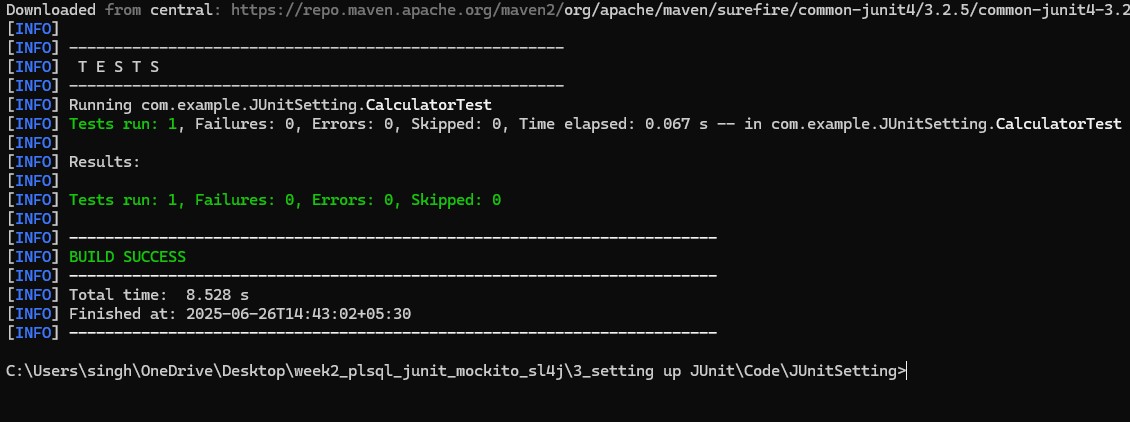 Downloaded from central: https://repo.maven.apache.org/maven2/org/apache/maven/surefire/common-junit4/3.2.5/common-junit4-3.2
[INFO]
[INFO] -------------------------------------------------------
[INFO]  T E S T S
[INFO] -------------------------------------------------------
[INFO] Running com.example.JUnitSetting.CalculatorTest
[INFO] Tests run: 1, Failures: 0, Errors: 0, Skipped: 0, Time elapsed: 0.067 s -- in com.example.JUnitSetting.CalculatorTest
[INFO]
[INFO] Results:
[INFO]
[INFO] Tests run: 1, Failures: 0, Errors: 0, Skipped: 0
[INFO]
[INFO] ------------------------------------------------------------------------
[INFO] BUILD SUCCESS
[INFO] ------------------------------------------------------------------------
[INFO] Total time:  8.528 s
[INFO] Finished at: 2025-06-26T14:43:02+05:30
[INFO] ------------------------------------------------------------------------
C:\Users\singh\OneDrive\Desktop\week2_plsql_junit_mockito_sl4j\3_setting up JUnit\Code\JUnitSetting>